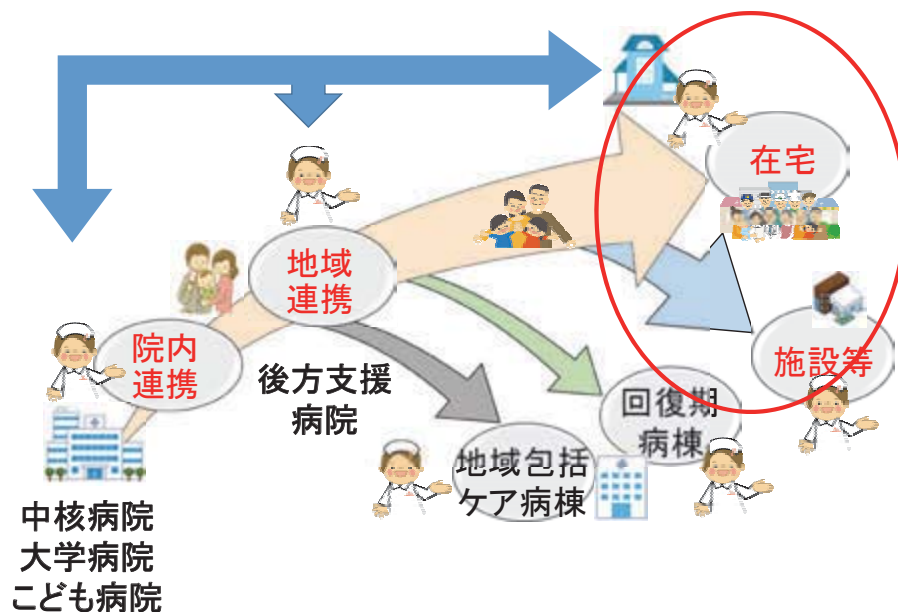 在宅
地域
連携
施設等
院内
連携
後方支援
病院
回復期
病棟
地域包括
ケア病棟
中核病院
大学病院
こども病院